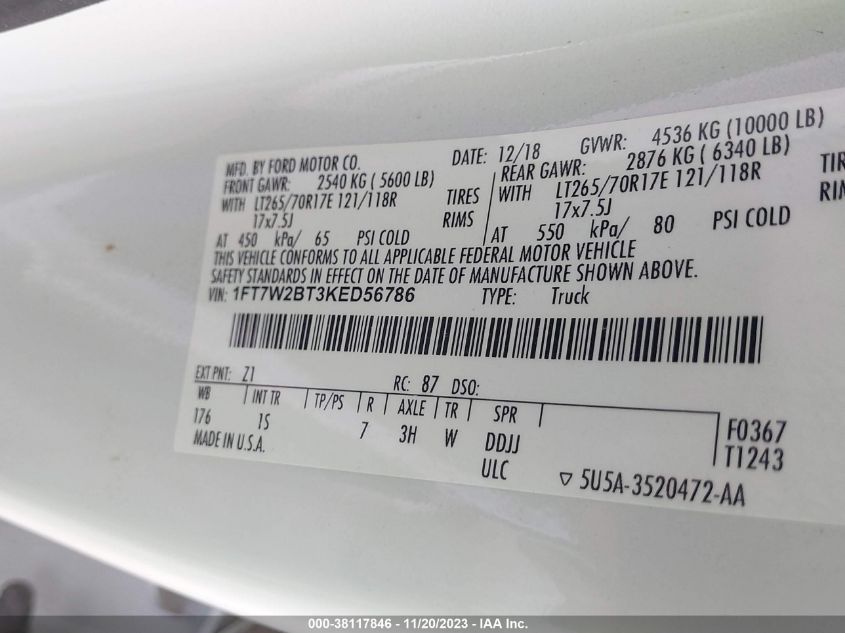 MFD. BY FORD MOTOR CO. DATE: 12/18 GVWR: 4536 KG (10000 LB)
FRONT GAWR: 2540 KG ( 5600 LB) REAR GAWR: 2876 KG ( 6340 LB)
WITH LT265/70R17E 121/118R TIRES WITH LT265/70R17E 121/118R TIR
17x7.5J RIMS 17x7.5J RIM
AT 450 kPa/ 65 PSI COLD AT 550 kPa/ 80 PSI COLD
THIS VEHICLE CONFORMS TO ALL APPLICABLE FEDERAL MOTOR VEHICLE
SAFETY STANDARDS IN EFFECT ON THE DATE OF MANUFACTURE SHOWN ABOVE.
VIN: 1FT7W2BT3KED56786 TYPE: Truck
EXT PNT: Z1 RC: 87 DSO:
WB INT TR TP/PS R AXLE TR SPR
176 1S 7 3H W DDJJ F0367
MADE IN U.S.A. ULC T1243
5U5A-3520472-AA
000-38117846 - 11/20/2023 - IAA Inc.